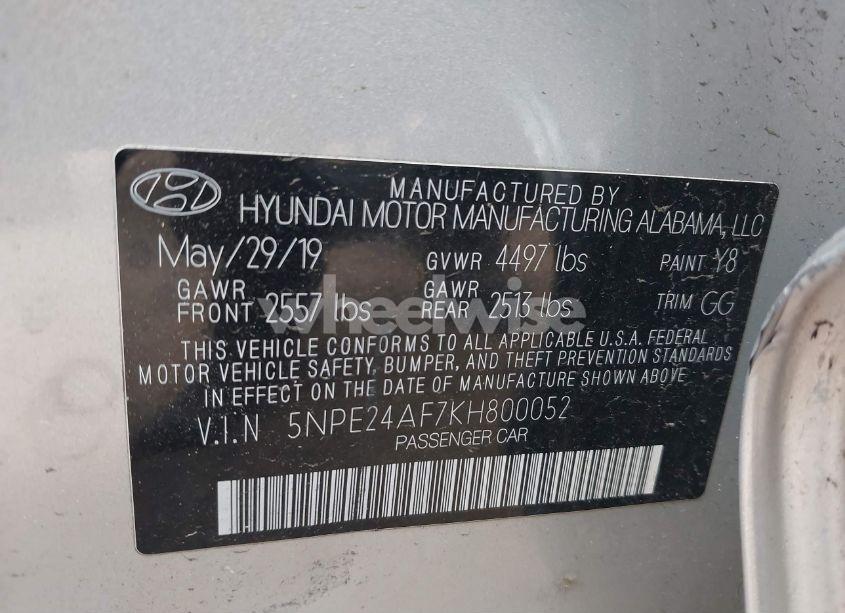 MANUFACTURED BY
HYUNDAI MOTOR MANUFACTURING ALABAMA, LLC
May/29/19 GVWR 4497 lbs PAINT Y8
GAWR FRONT 2557 lbs GAWR REAR 2513 lbs TRIM GG
wheelwise
THIS VEHICLE CONFORMS TO ALL APPLICABLE U.S.A. FEDERAL
MOTOR VEHICLE SAFETY, BUMPER, AND THEFT PREVENTION STANDARDS
IN EFFECT ON THE DATE OF MANUFACTURE SHOWN ABOVE
V.I.N 5NPE24AF7KH800052
PASSENGER CAR